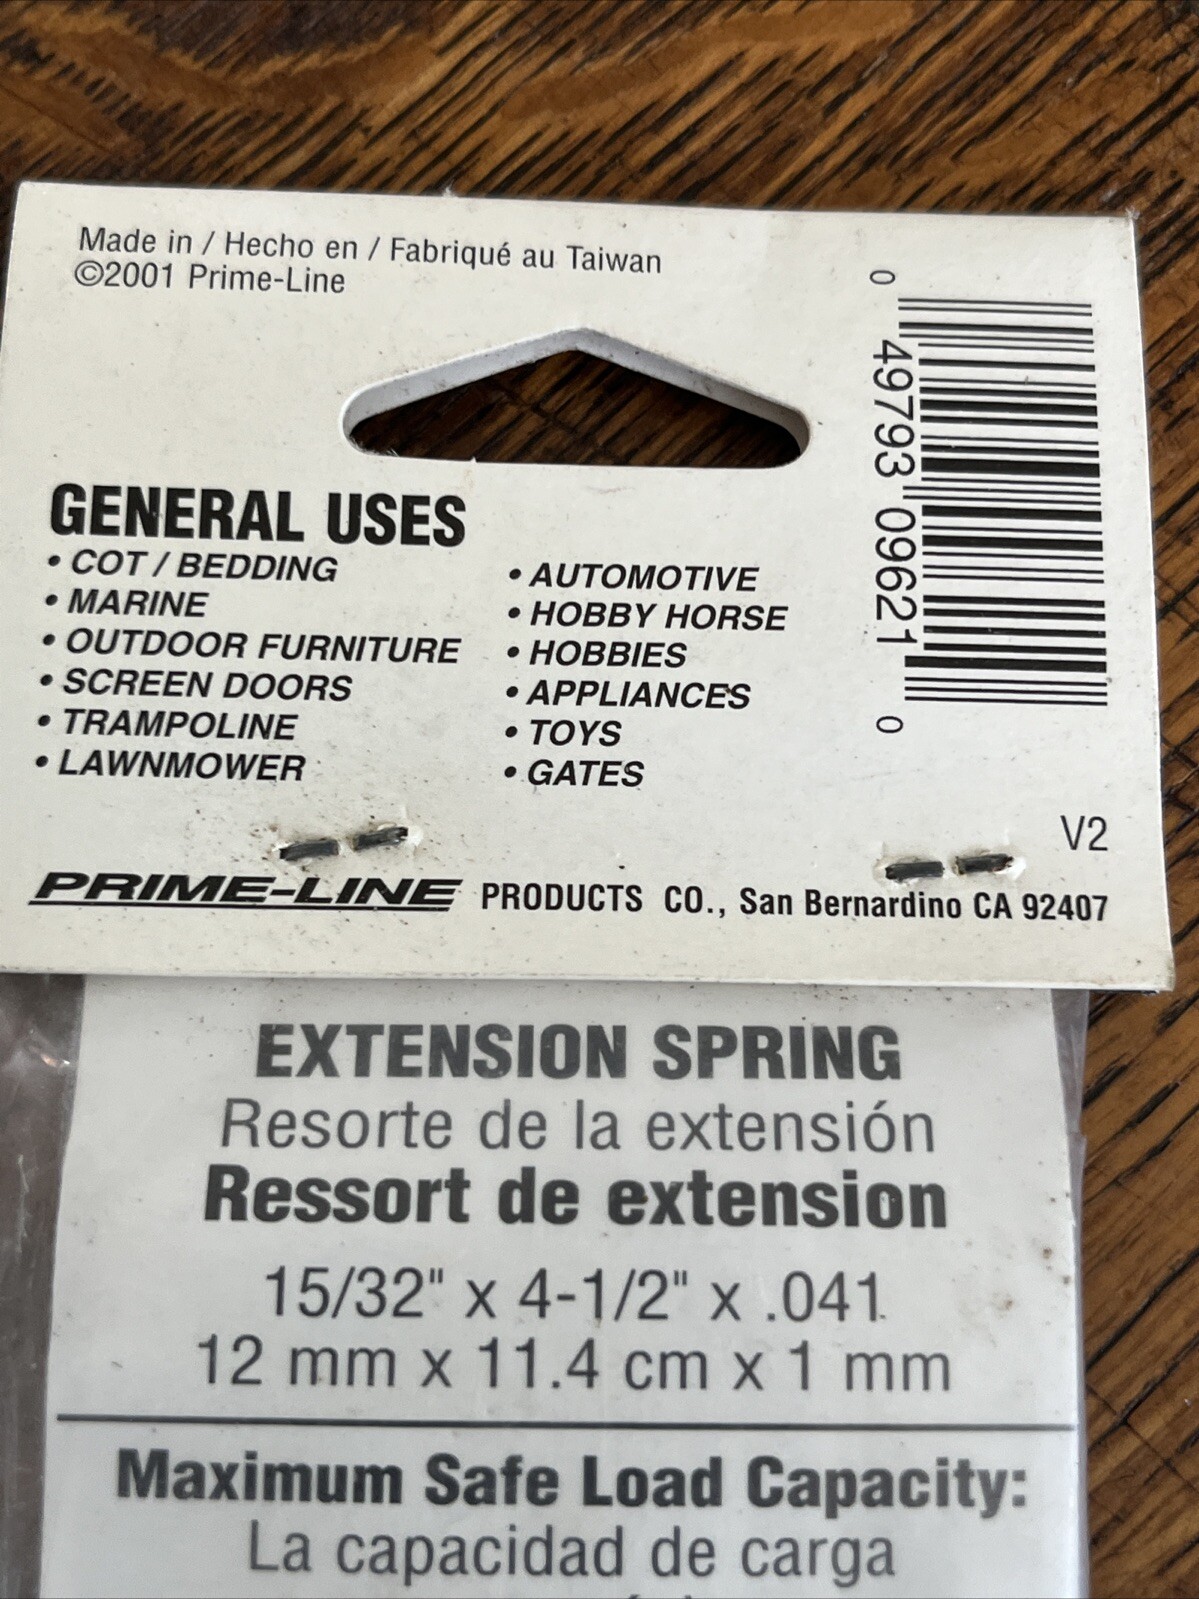 Made in / Hecho en / Fabriqué au Taiwan
©2001 Prime-Line
0 49793 09621 0
GENERAL USES
• COT / BEDDING
• MARINE
• OUTDOOR FURNITURE
• SCREEN DOORS
• TRAMPOLINE
• LAWNMOWER
• AUTOMOTIVE
• HOBBY HORSE
• HOBBIES
• APPLIANCES
• TOYS
• GATES
V2
PRIME-LINE PRODUCTS CO., San Bernardino CA 92407
EXTENSION SPRING
Resorte de la extensión
Ressort de extension
15/32" x 4-1/2" x .041
12 mm x 11.4 cm x 1 mm
Maximum Safe Load Capacity:
La capacidad de carga